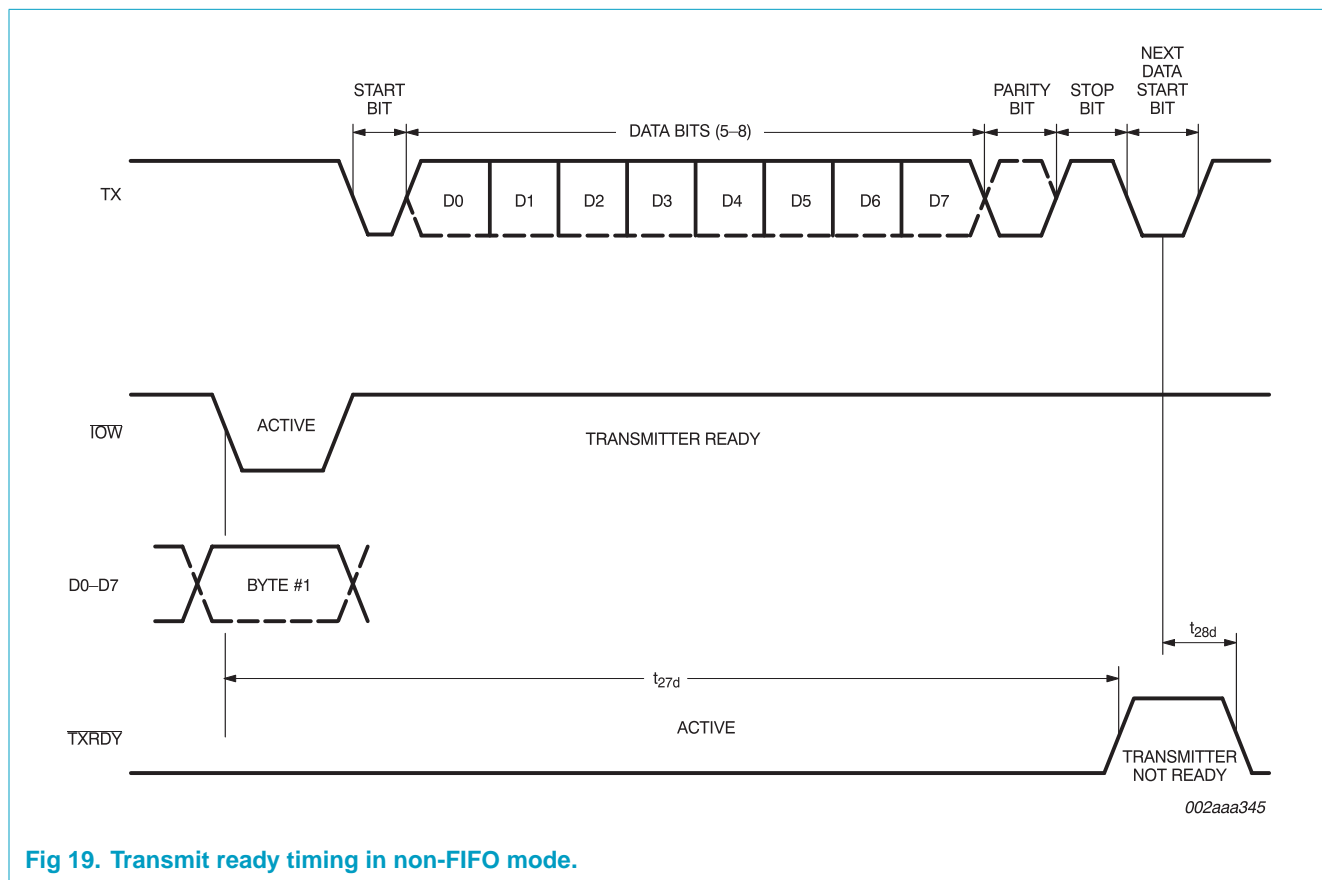 START
BIT
DATA BITS (5–8)
PARITY
BIT
STOP
BIT
NEXT
DATA
START
BIT
TX
D0
D1
D2
D3
D4
D5
D6
D7
IOW
ACTIVE
TRANSMITTER READY
D0–D7
BYTE #1
t28d
t27d
TXRDY
ACTIVE
TRANSMITTER
NOT READY
002aaa345
Fig 19. Transmit ready timing in non-FIFO mode.